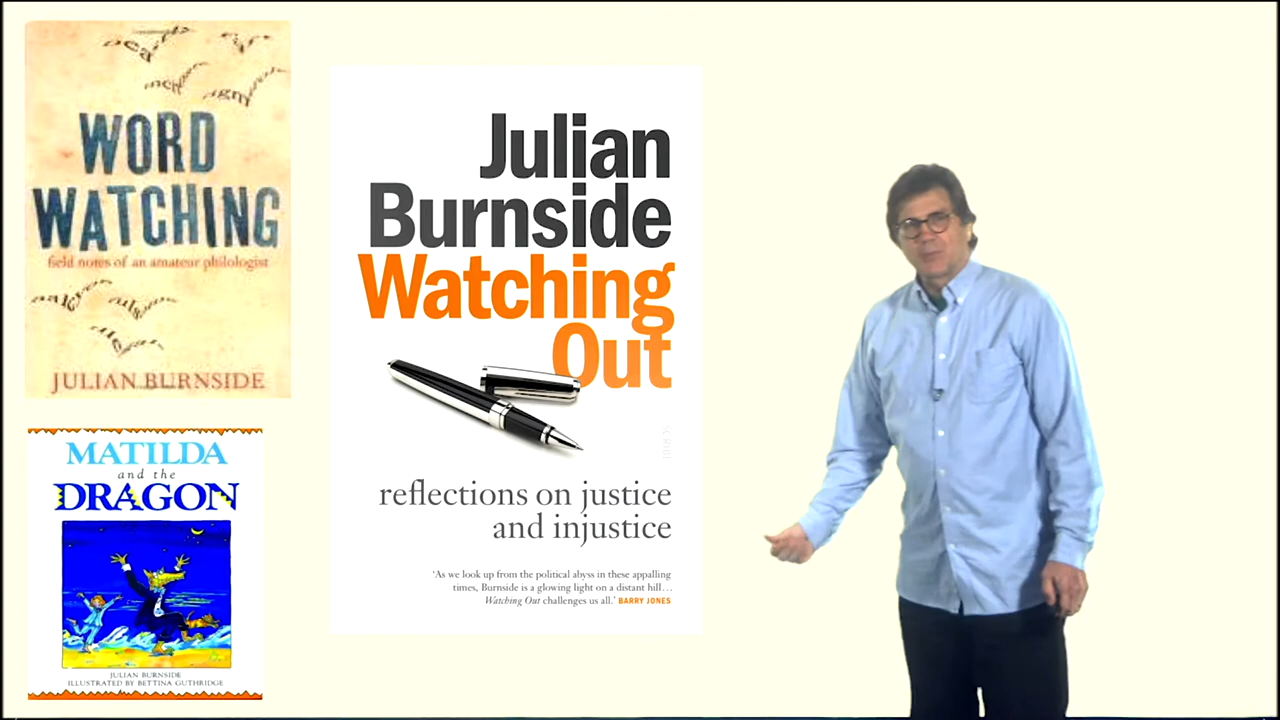 WORD
WATCHING
field notes of an amateur philologist
JULIAN BURNSIDE
MATILDA
and the
DRAGON
JULIAN BURNSIDE
ILLUSTRATED BY BETTINA GUTHRIDGE
Julian
Burnside
Watching
Out
reflections on justice
and injustice
‘As we look up from the political abyss in these appalling
times, Burnside is a glowing light on a distant hill…
Watching Out challenges us all.’ BARRY JONES